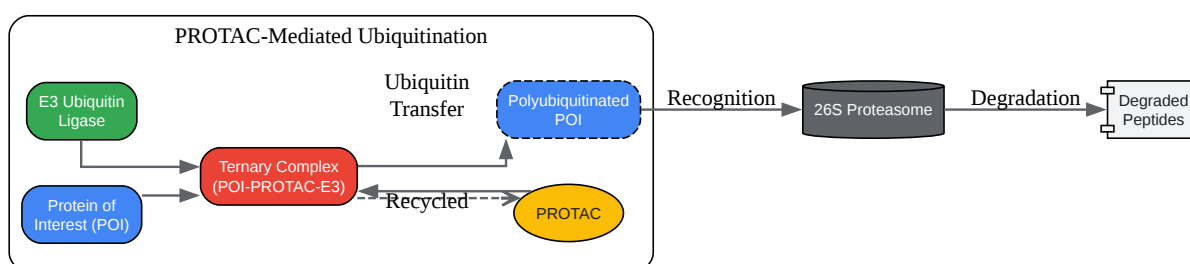 PROTAC-Mediated Ubiquitination
E3 Ubiquitin
Ligase
Protein of
Interest (POI)
Ternary Complex
(POI-PROTAC-E3)
Ubiquitin
Transfer
Recycled
Polyubiquitinated
POI
PROTAC
Recognition
26S Proteasome
Degradation
Degraded
Peptides